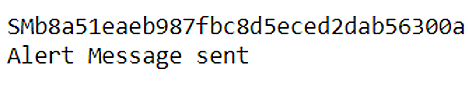 SMb8a51eaeb987fbc8d5eced2dab56300a
Alert Message sent